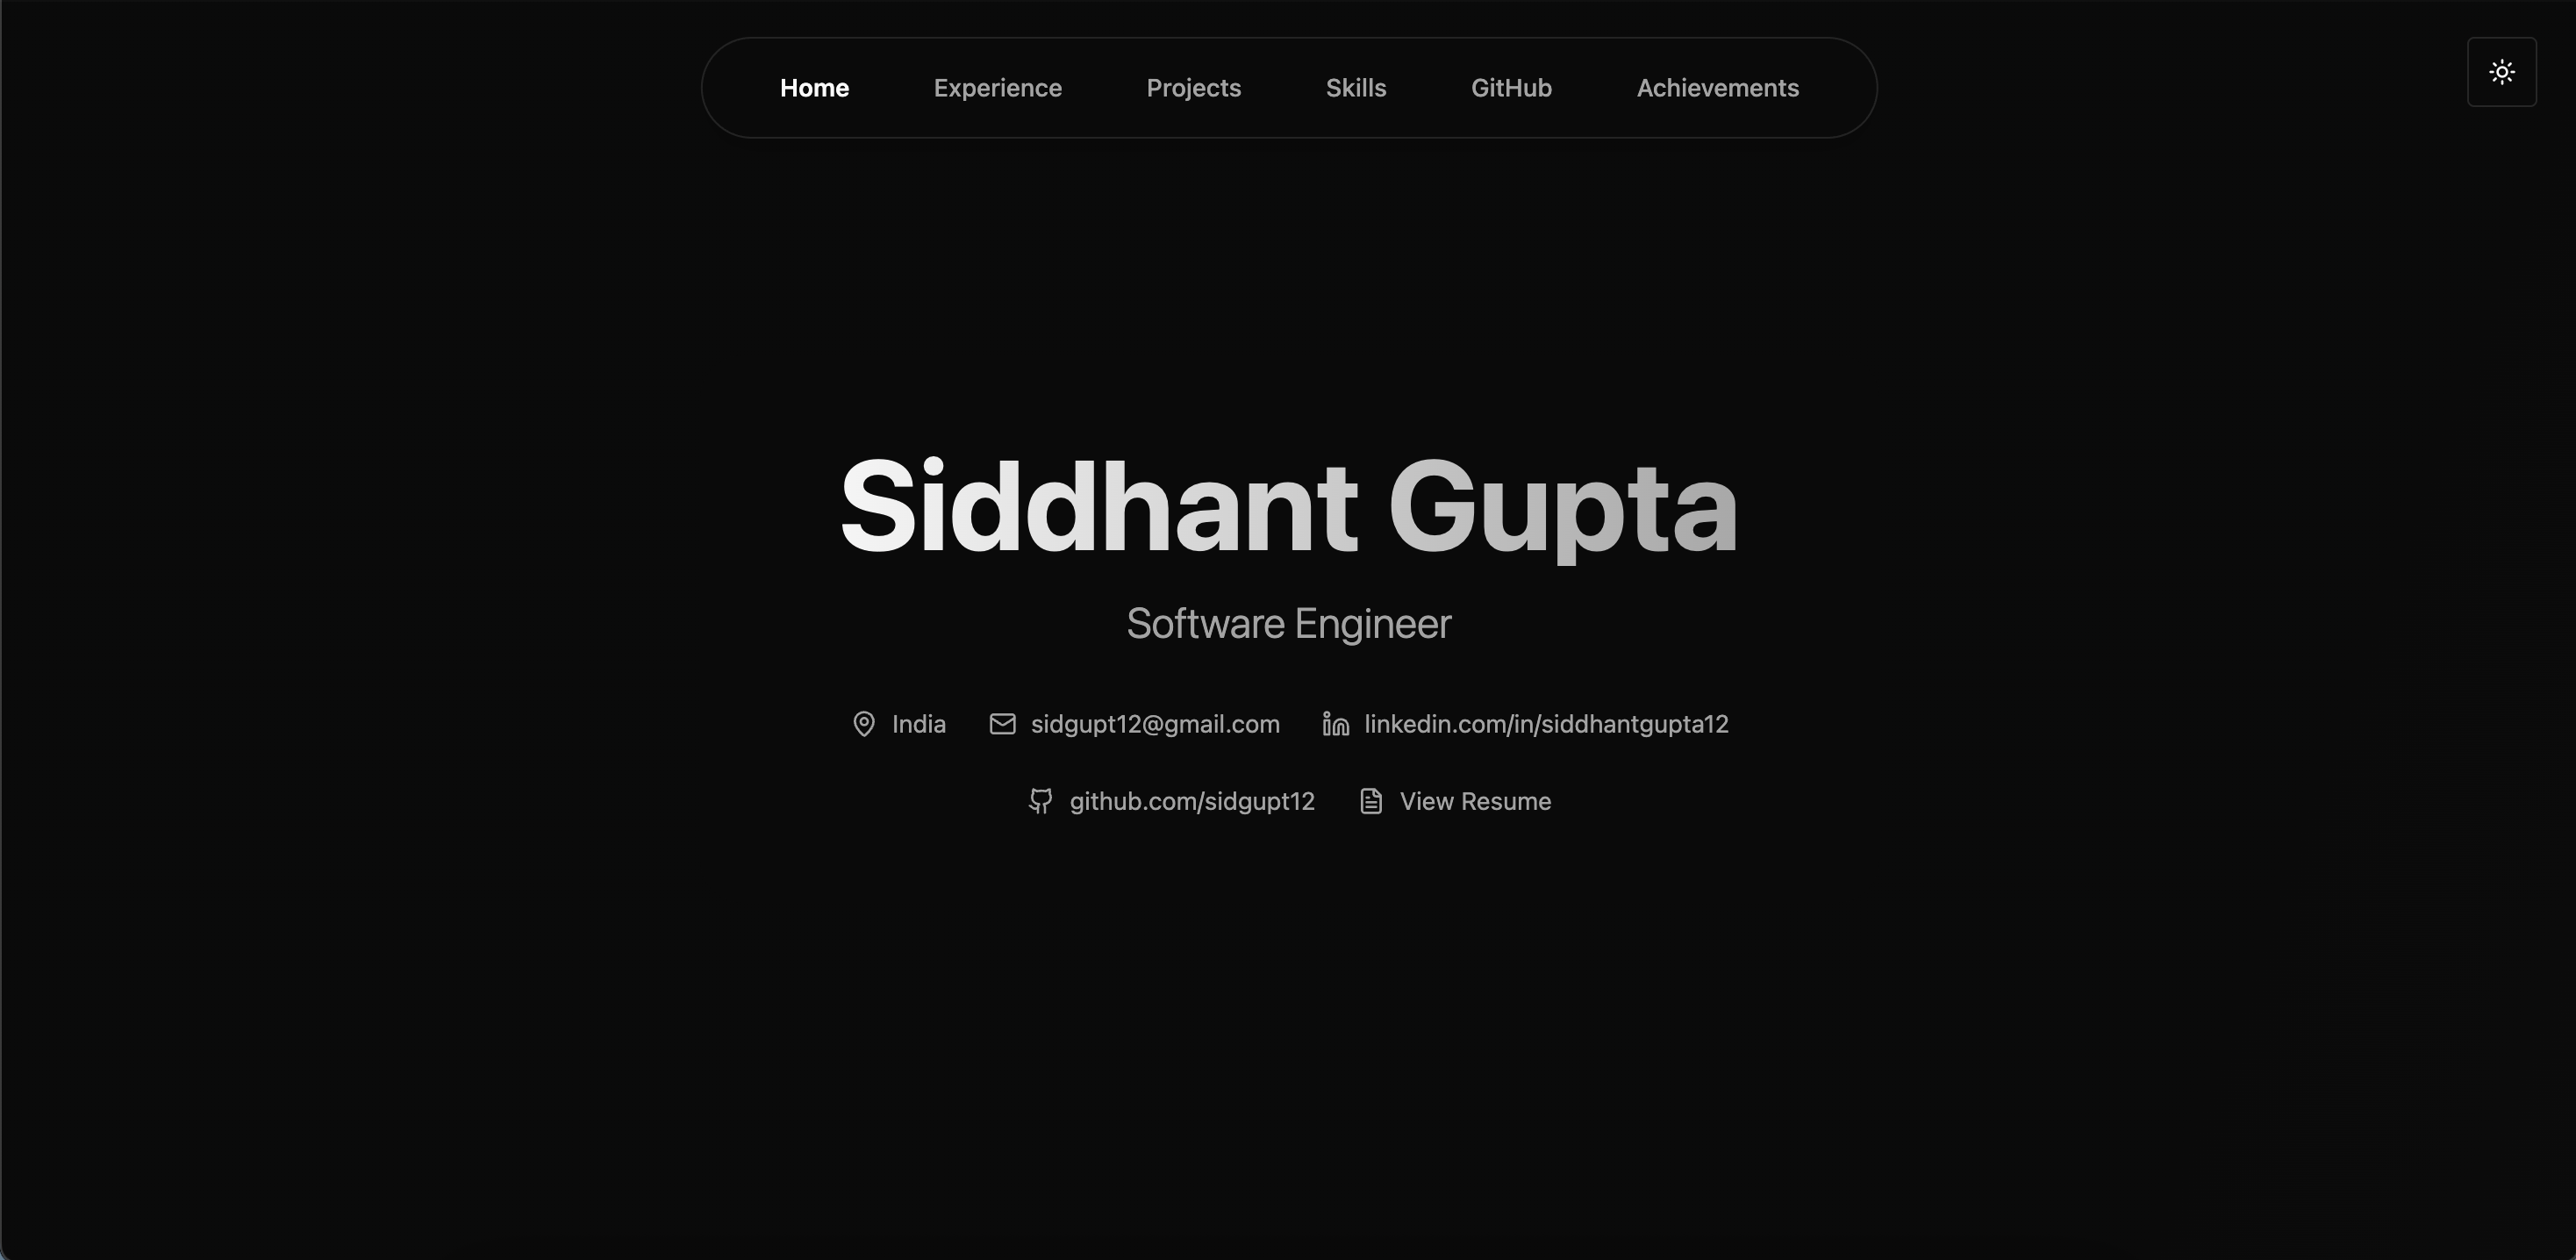 Home Experience Projects Skills GitHub Achievements
Siddhant Gupta
Software Engineer
India sidgupt12@gmail.com linkedin.com/in/siddhantgupta12
github.com/sidgupt12 View Resume